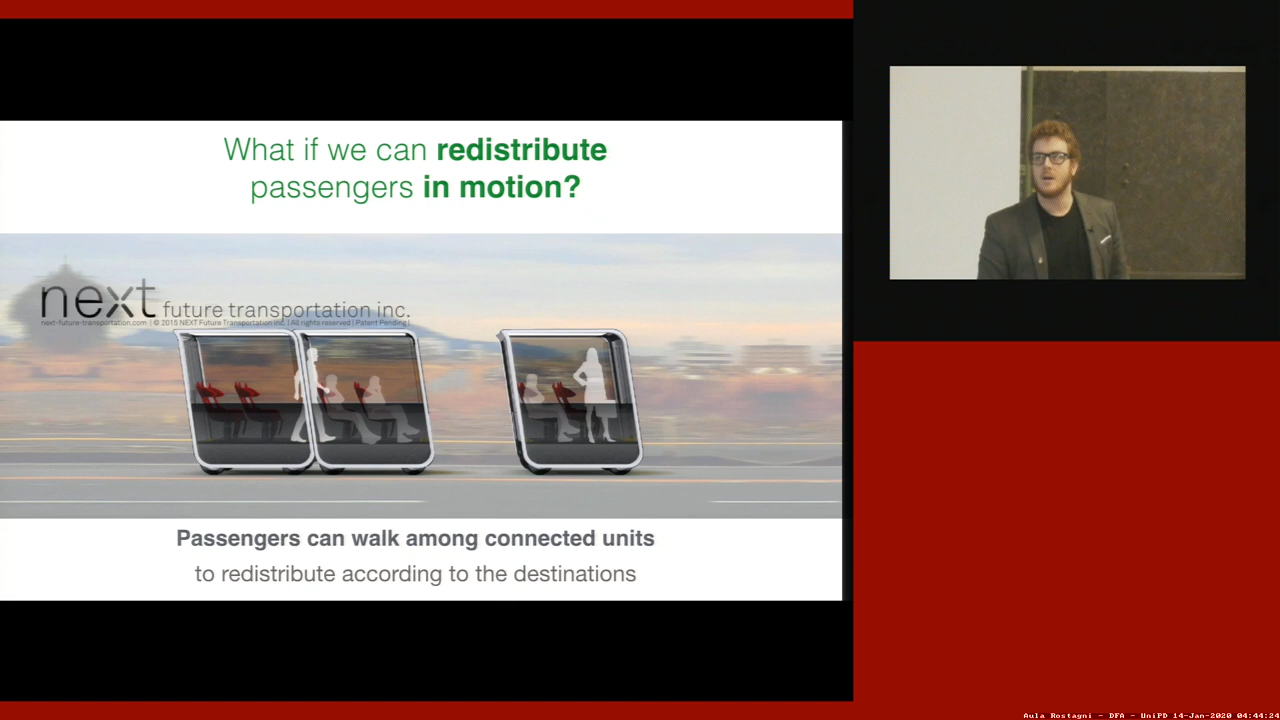 What if we can redistribute
passengers in motion?
next future transportation inc.
next-future-transportation.com | © 2015 NEXT Future Transportation Inc. | All rights reserved | Patent Pending |
Passengers can walk among connected units
to redistribute according to the destinations
Aula Rostagni - DFA - UniPD 14-Jan-2020 04:44:24